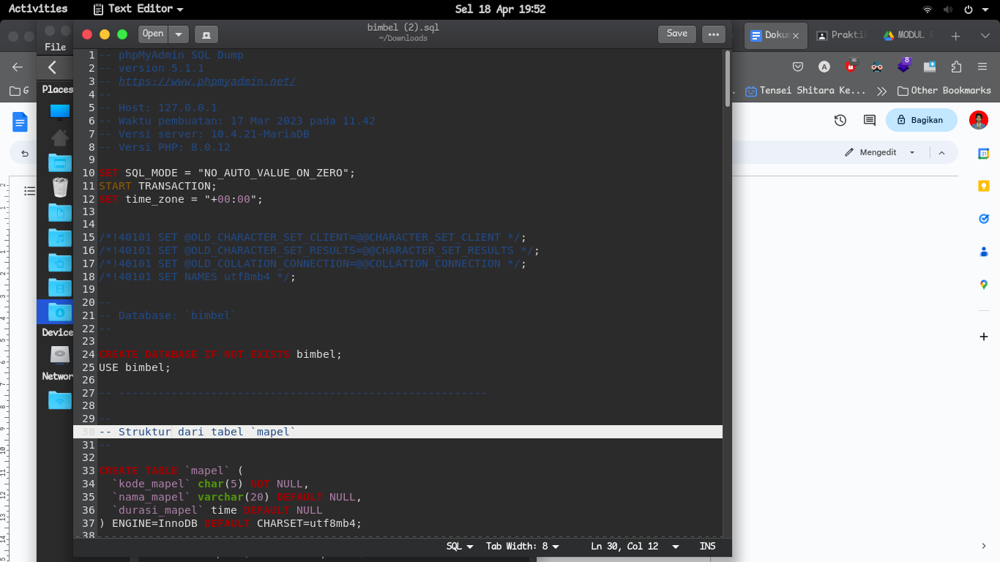 Activities
Text Editor
Sel 18 Apr 19:52
File
Places
Device
Networ
Open
bimbel (2).sql
~/Downloads
Save
1 -- phpMyAdmin SQL Dump
2 -- version 5.1.1
3 -- https://www.phpmyadmin.net/
4 --
5 -- Host: 127.0.0.1
6 -- Waktu pembuatan: 17 Mar 2023 pada 11.42
7 -- Versi server: 10.4.21-MariaDB
8 -- Versi PHP: 8.0.12
9
10 SET SQL_MODE = "NO_AUTO_VALUE_ON_ZERO";
11 START TRANSACTION;
12 SET time_zone = "+00:00";
13
14
15 /*!40101 SET @OLD_CHARACTER_SET_CLIENT=@@CHARACTER_SET_CLIENT */;
16 /*!40101 SET @OLD_CHARACTER_SET_RESULTS=@@CHARACTER_SET_RESULTS */;
17 /*!40101 SET @OLD_COLLATION_CONNECTION=@@COLLATION_CONNECTION */;
18 /*!40101 SET NAMES utf8mb4 */;
19
20 --
21 -- Database: `bimbel`
22 --
23
24 CREATE DATABASE IF NOT EXISTS bimbel;
25 USE bimbel;
26
27 -- --------------------------------------------------------
28
29 --
30 -- Struktur dari tabel `mapel`
31 --
32
33 CREATE TABLE `mapel` (
34   `kode_mapel` char(5) NOT NULL,
35   `nama_mapel` varchar(20) DEFAULT NULL,
36   `durasi_mapel` time DEFAULT NULL
37 ) ENGINE=InnoDB DEFAULT CHARSET=utf8mb4;
38
SQL
Tab Width: 8
Ln 30, Col 12
INS
Dokum
Praktik
MODUL P
8
G
Tensei Shitara Ke...
Other Bookmarks
Bagikan
Mengedit
31